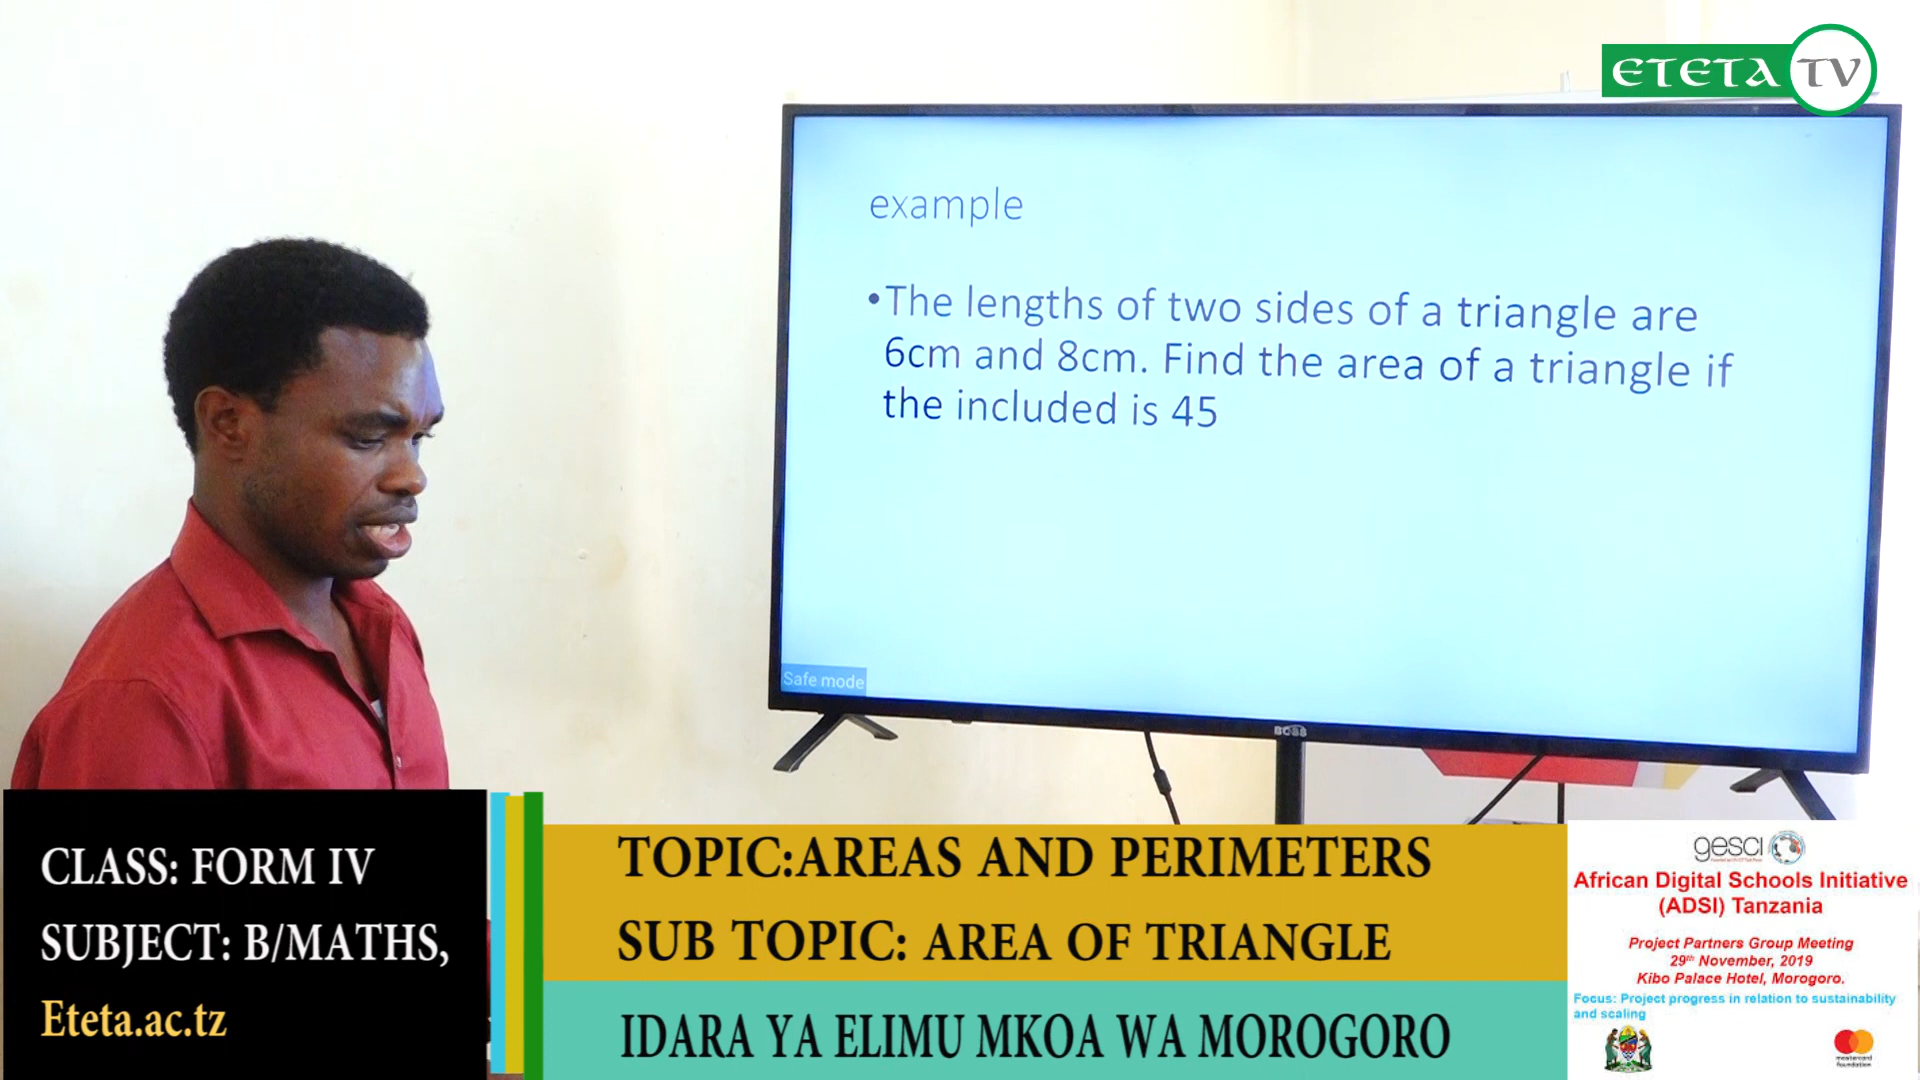 ETETA TV
example
•The lengths of two sides of a triangle are
6cm and 8cm. Find the area of a triangle if
the included is 45
Safe mode
BOSS
CLASS: FORM IV
SUBJECT: B/MATHS,
Eteta.ac.tz
TOPIC:AREAS AND PERIMETERS
SUB TOPIC: AREA OF TRIANGLE
IDARA YA ELIMU MKOA WA MOROGORO
gesci
African Digital Schools Initiative
(ADSI) Tanzania
Project Partners Group Meeting
29th November, 2019
Kibo Palace Hotel, Morogoro.
Focus: Project progress in relation to sustainability
and scaling
mastercard
foundation